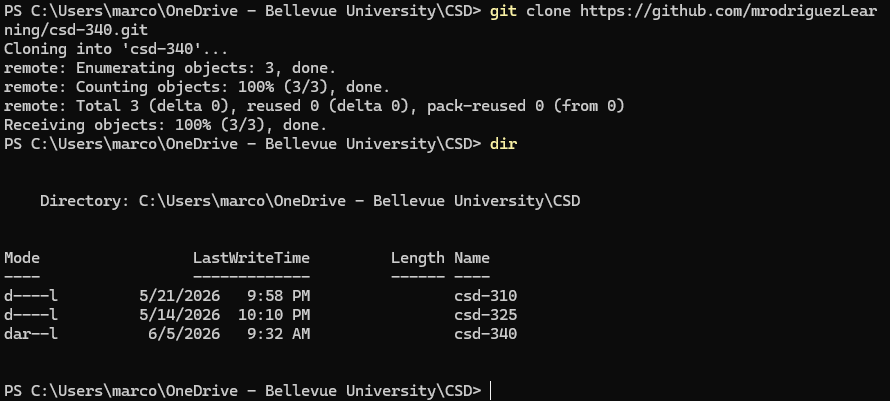 PS C:\Users\marco\OneDrive - Bellevue University\CSD> git clone https://github.com/mrodriguezLear
ning/csd-340.git
Cloning into 'csd-340'...
remote: Enumerating objects: 3, done.
remote: Counting objects: 100% (3/3), done.
remote: Total 3 (delta 0), reused 0 (delta 0), pack-reused 0 (from 0)
Receiving objects: 100% (3/3), done.
PS C:\Users\marco\OneDrive - Bellevue University\CSD> dir
Directory: C:\Users\marco\OneDrive - Bellevue University\CSD
Mode                 LastWriteTime         Length Name
----                 -------------         ------ ----
d----l         5/21/2026   9:58 PM                csd-310
d----l         5/14/2026  10:10 PM                csd-325
dar--l          6/5/2026   9:32 AM                csd-340
PS C:\Users\marco\OneDrive - Bellevue University\CSD>